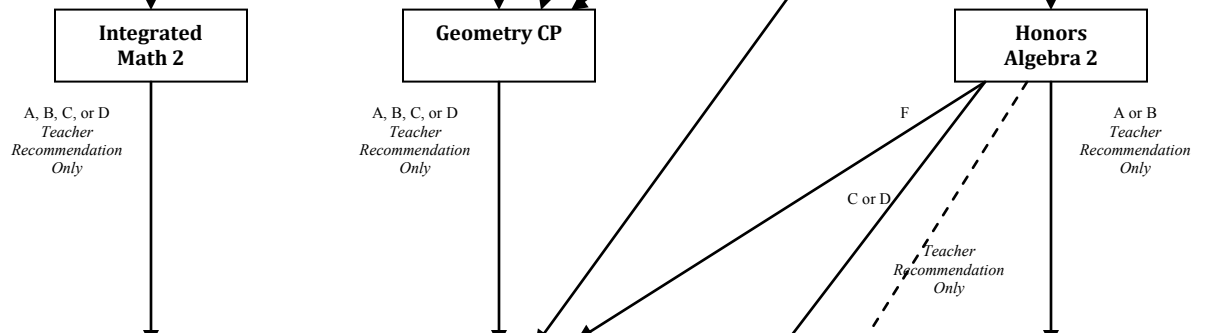 Integrated
Math 2
Geometry CP
Honors
Algebra 2
A, B, C, or D
Teacher
Recommendation
Only
A, B, C, or D
Teacher
Recommendation
Only
F
A or B
Teacher
Recommendation
Only
C or D
Teacher
Recommendation
Only